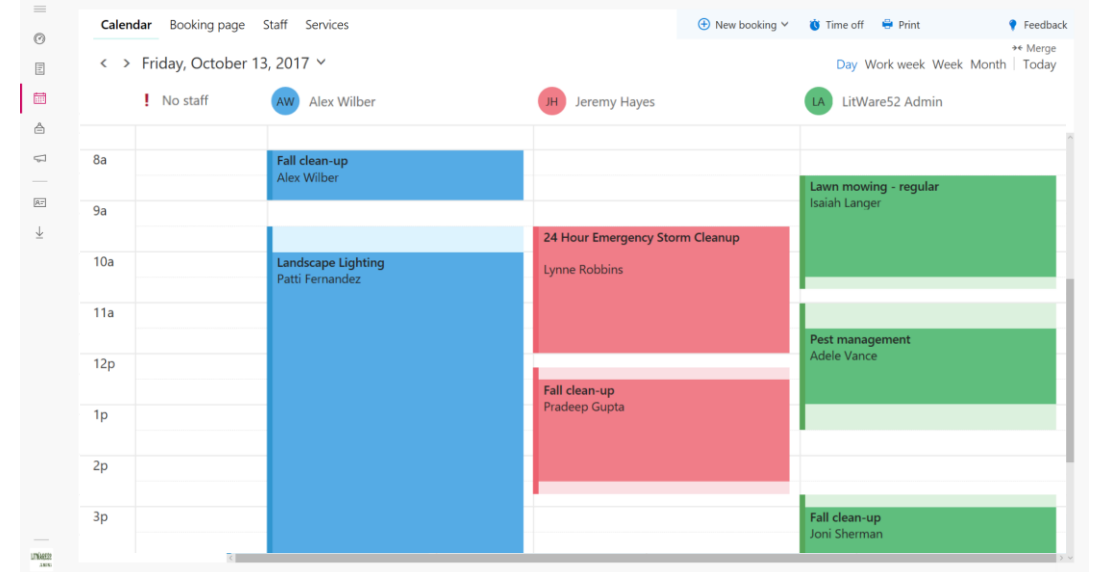 Calendar Booking page Staff Services
New booking Time off Print Feedback
Merge
Friday, October 13, 2017
Day Work week Week Month Today
! No staff
AW Alex Wilber
JH Jeremy Hayes
LA LitWare52 Admin
8a
9a
10a
11a
12p
1p
2p
3p
Fall clean-up
Alex Wilber
Landscape Lighting
Patti Fernandez
24 Hour Emergency Storm Cleanup
Lynne Robbins
Fall clean-up
Pradeep Gupta
Lawn mowing - regular
Isaiah Langer
Pest management
Adele Vance
Fall clean-up
Joni Sherman